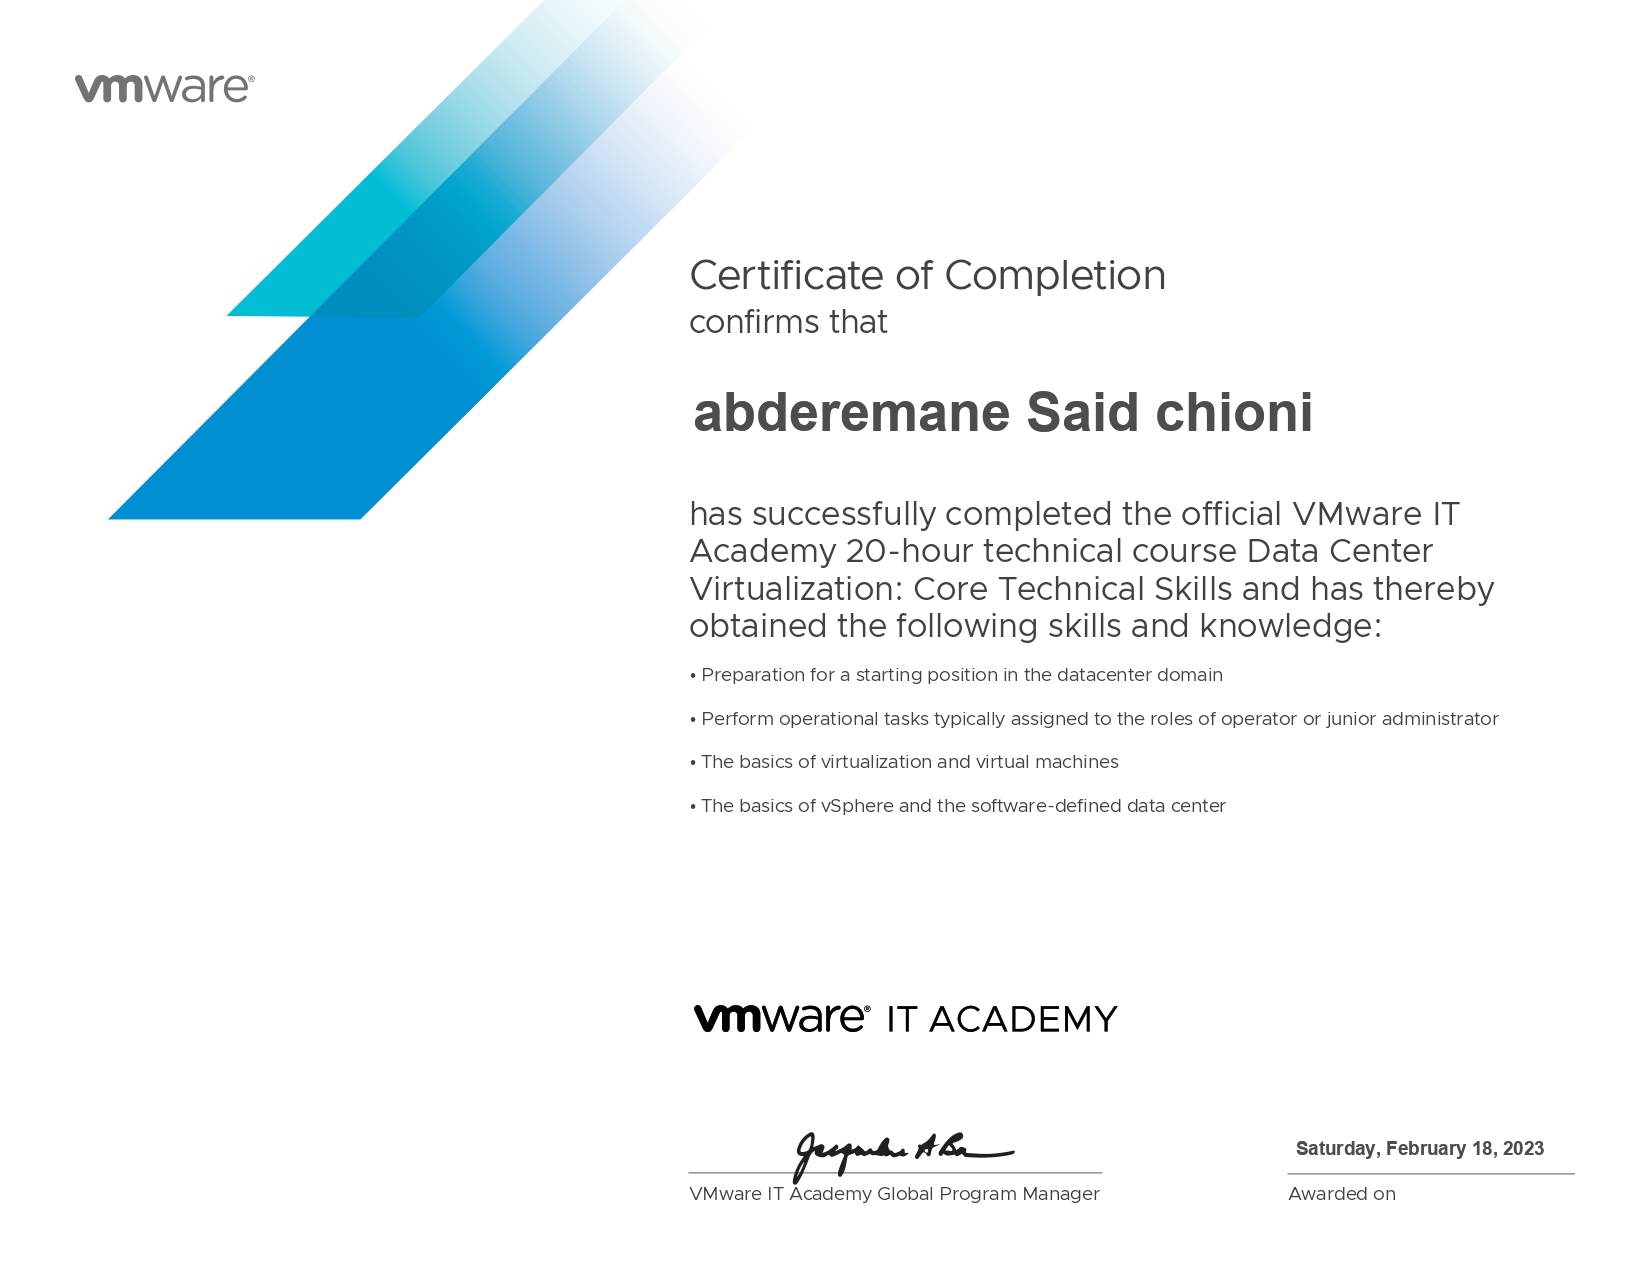 vmware®
Certificate of Completion
confirms that
abderemane Said chioni
has successfully completed the official VMware IT
Academy 20-hour technical course Data Center
Virtualization: Core Technical Skills and has thereby
obtained the following skills and knowledge:
• Preparation for a starting position in the datacenter domain
• Perform operational tasks typically assigned to the roles of operator or junior administrator
• The basics of virtualization and virtual machines
• The basics of vSphere and the software-defined data center
vmware® IT ACADEMY
Saturday, February 18, 2023
VMware IT Academy Global Program Manager
Awarded on